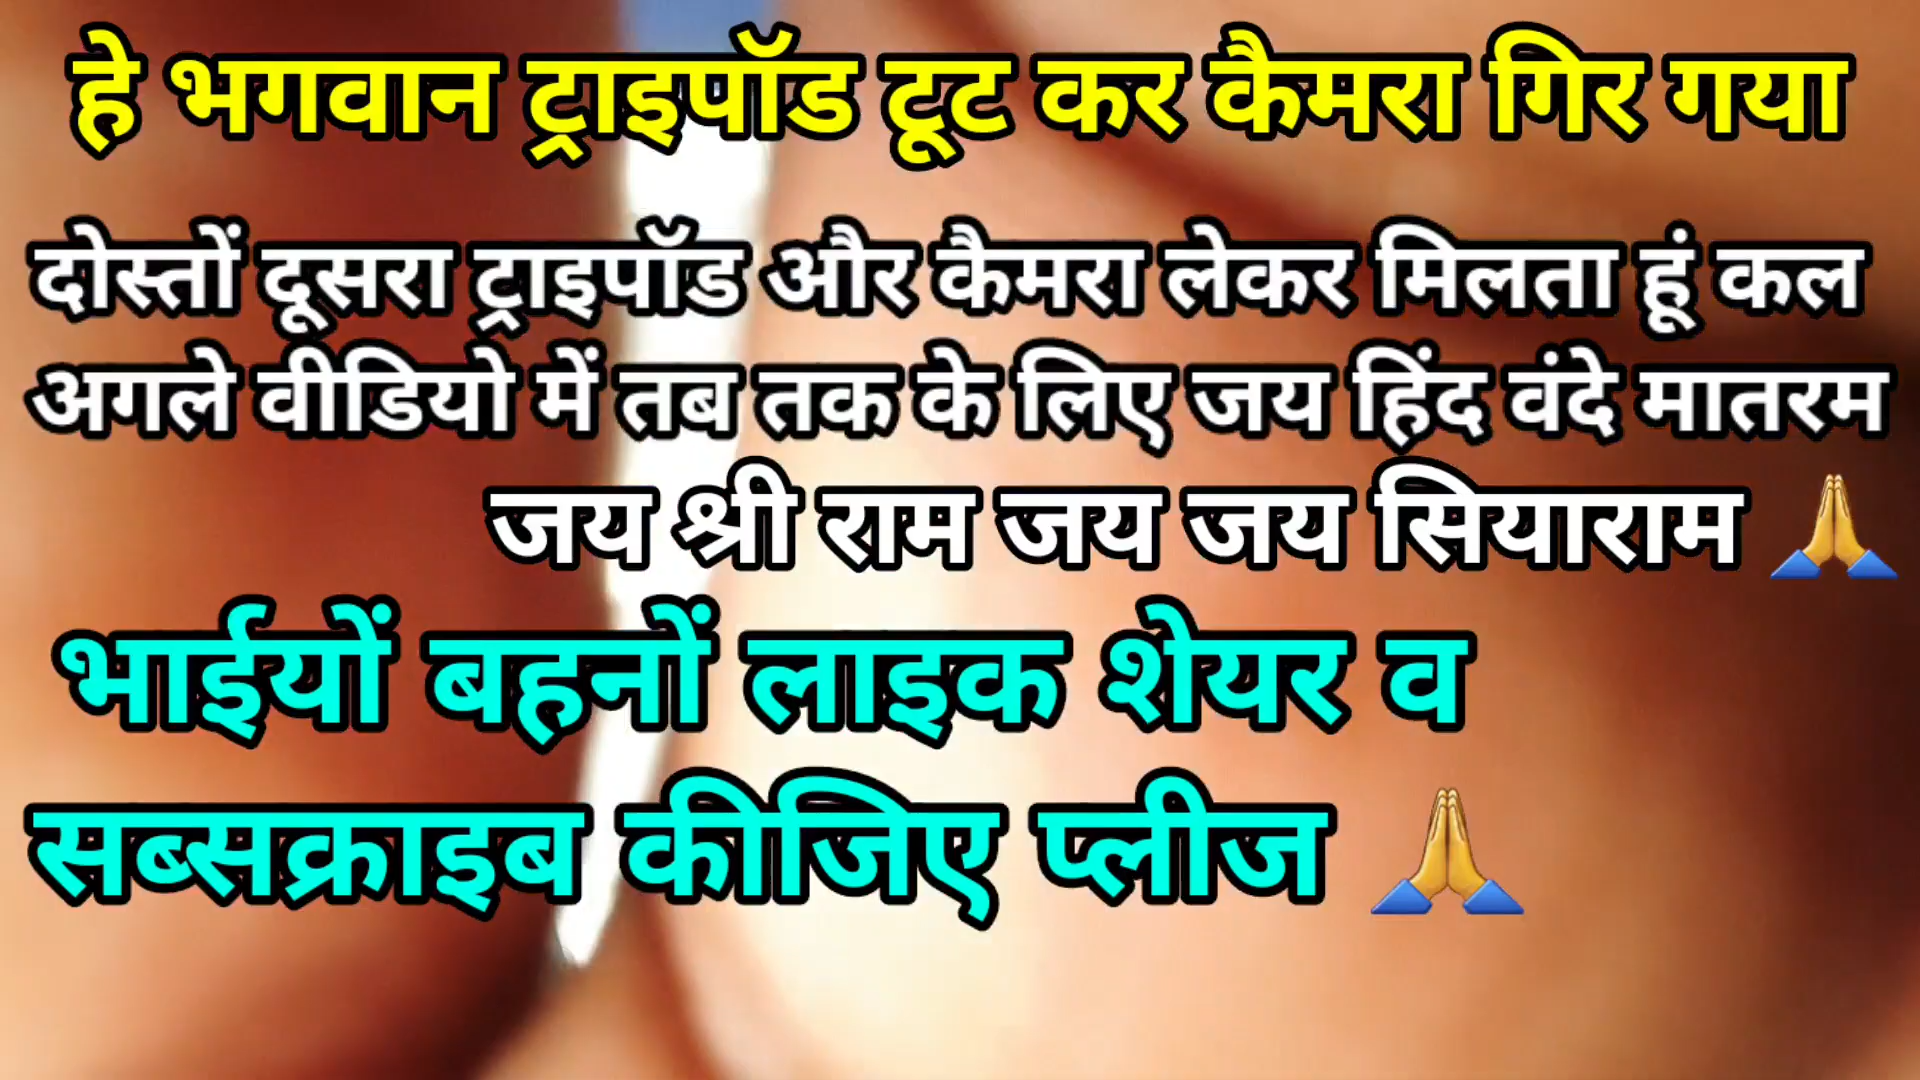 हे भगवान ट्राइपॉड टूट कर कैमरा गिर गया
दोस्तों दूसरा ट्राइपॉड और कैमरा लेकर मिलता हूं कल
अगले वीडियो में तब तक के लिए जय हिंद वंदे मातरम
जय श्री राम जय जय सियाराम 🙏
भाईयों बहनों लाइक शेयर व
सब्सक्राइब कीजिए प्लीज 🙏